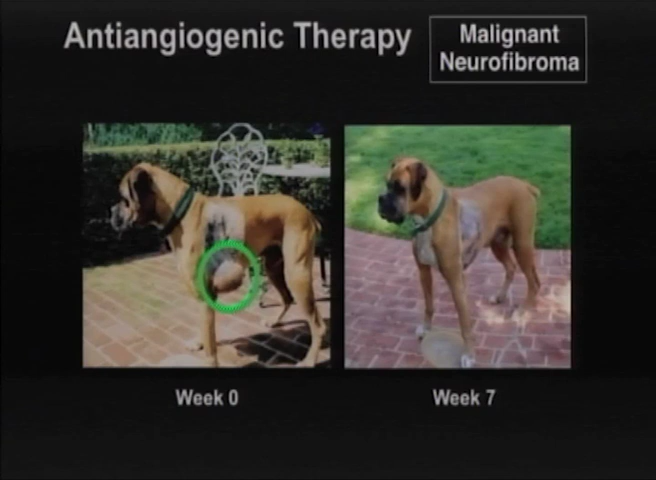 Antiangiogenic Therapy
Malignant
Neurofibroma
Week 0
Week 7